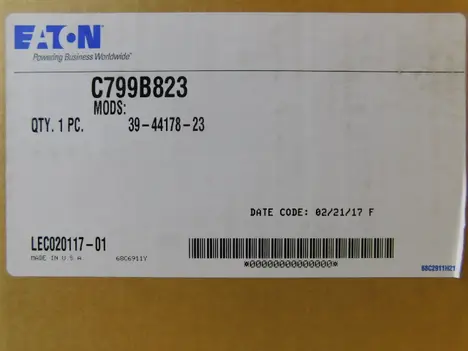 EATON
Powering Business Worldwide
C799B823
MODS:
QTY. 1 PC. 39-44178-23
DATE CODE: 02/21/17 F
LEC020117-01
MADE IN U.S.A 68C6911Y
*0000000000000*
68C2911H21